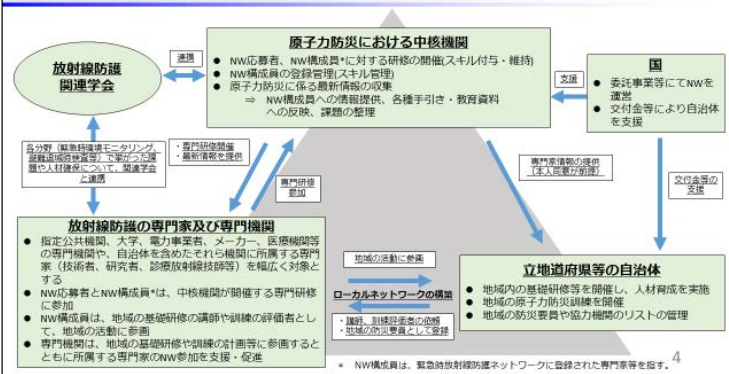 原子力防災における中核機関
● NW応募者、NW構成員*に対する研修の開催(スキル付与・維持)
● NW構成員の登録管理(スキル管理)
● 原子力防災に係る最新情報の収集
⇒ NW構成員への情報提供、各種手引き・教育資料
への反映、課題の整理
放射線防護
関連学会
連携
国
● 委託事業等にてNWを
運営
● 交付金等により自治体
を支援
支援
各分野（緊急時環境モニタリング、
避難退域時検査等）で挙がった課
題や人材確保について、関連学会
と連携
・専門研修開催
・最新情報を提供
専門研修
参加
専門家情報の提供
（本人同意が前提）
交付金等の
支援
放射線防護の専門家及び専門機関
● 指定公共機関、大学、電力事業者、メーカー、医療機関等
の専門機関や、自治体を含めたそれら機関に所属する専門
家（技術者、研究者、診療放射線技師等）を幅広く対象と
する
● NW応募者とNW構成員*は、中核機関が開催する専門研修
に参加
● NW構成員は、地域の基礎研修の講師や訓練の評価者とし
て、地域の活動に参画
● 専門機関は、地域の基礎研修や訓練の計画等に参画すると
ともに所属する専門家のNW参加を支援・促進
地域の活動に参画
ローカルネットワークの構築
・講師、訓練評価者の依頼
・地域の防災要員として登録
立地道府県等の自治体
● 地域内の基礎研修等を開催し、人材育成を実施
● 地域の原子力防災訓練を開催
● 地域の防災要員や協力機関のリストの管理
* NW構成員は、緊急時放射線防護ネットワークに登録された専門家等を指す。
4